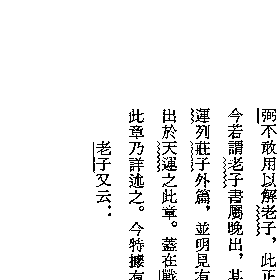 弼不敢用以解老子，此正
今若謂老子書屬晚出，其
運列莊子外篇，並明見有
出於天運之此章。蓋在戰
此章乃詳述之。今特據有
老子又云：